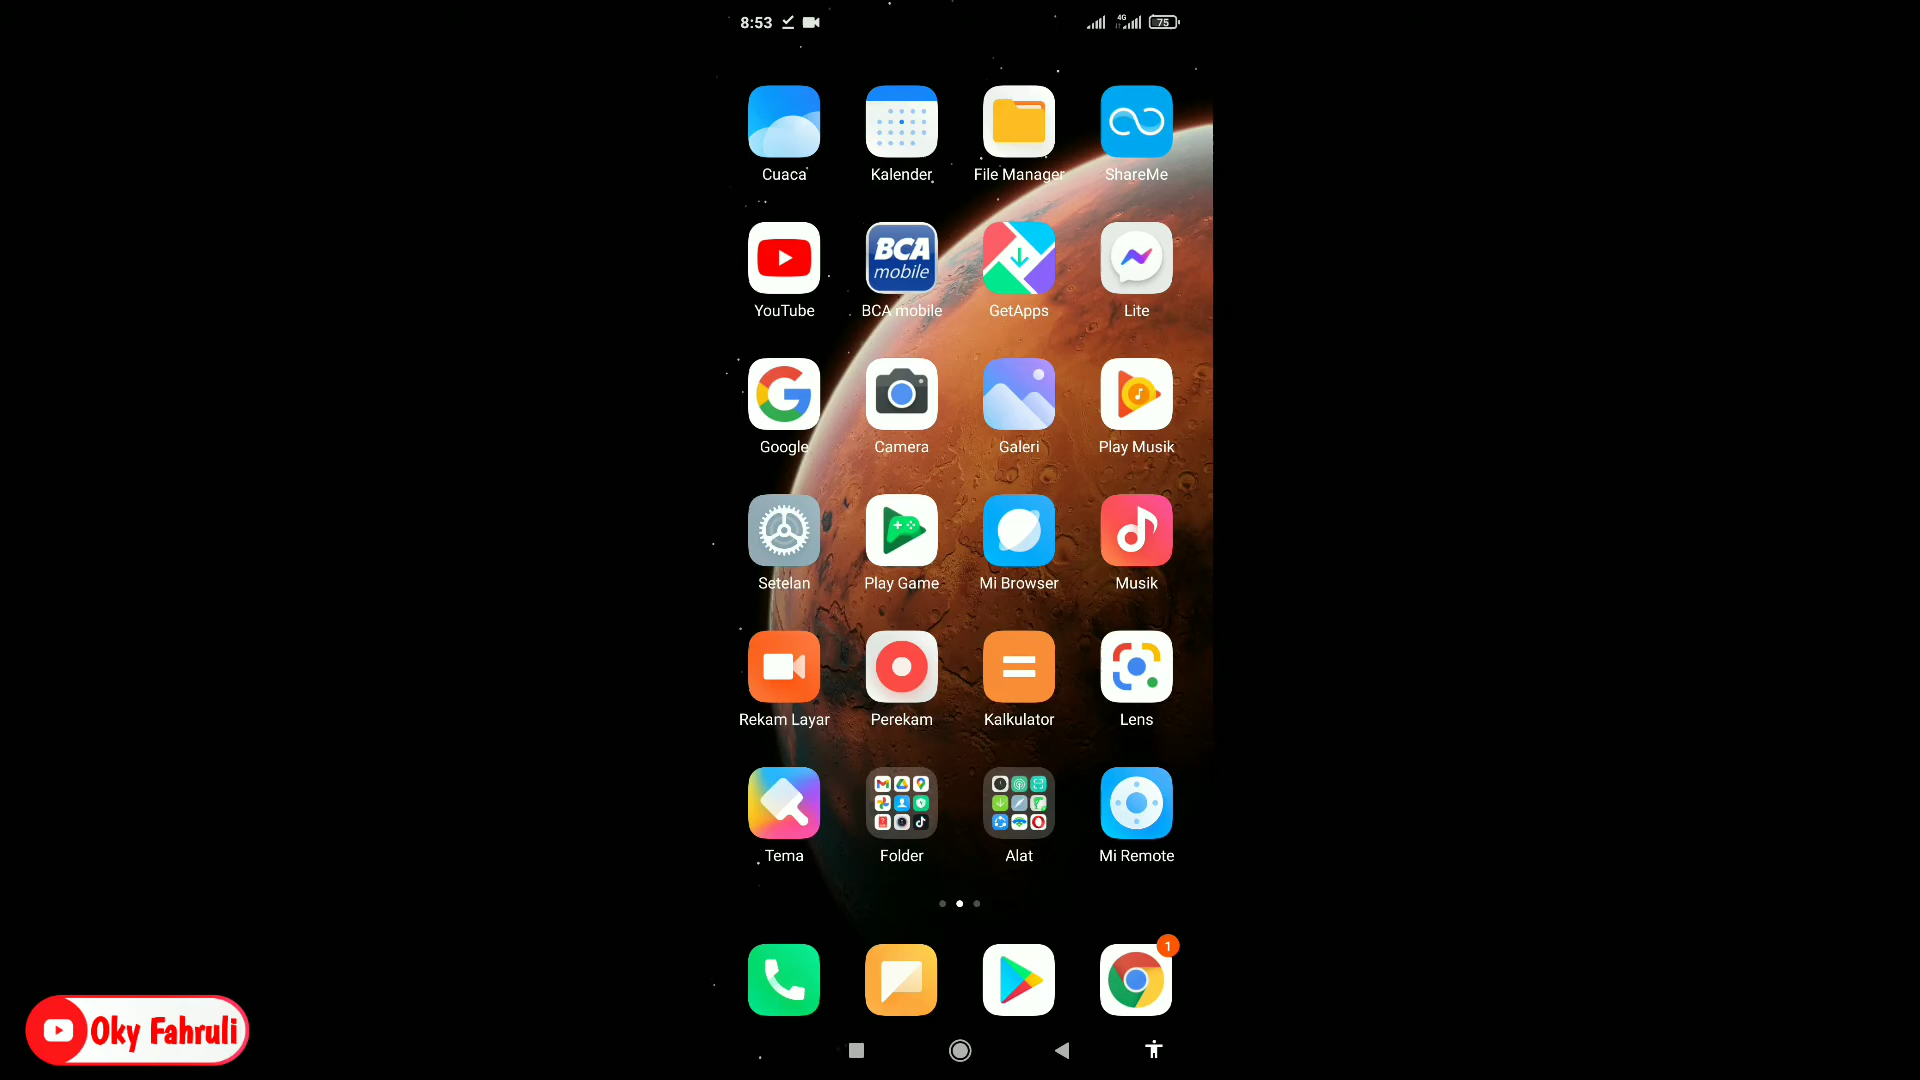 8:53
4G
75
Cuaca
Kalender
File Manager
ShareMe
BCA
mobile
YouTube
BCA mobile
GetApps
Lite
Google
Camera
Galeri
Play Musik
Setelan
Play Game
Mi Browser
Musik
Rekam Layar
Perekam
Kalkulator
Lens
Tema
Folder
Alat
Mi Remote
1
Oky Fahruli